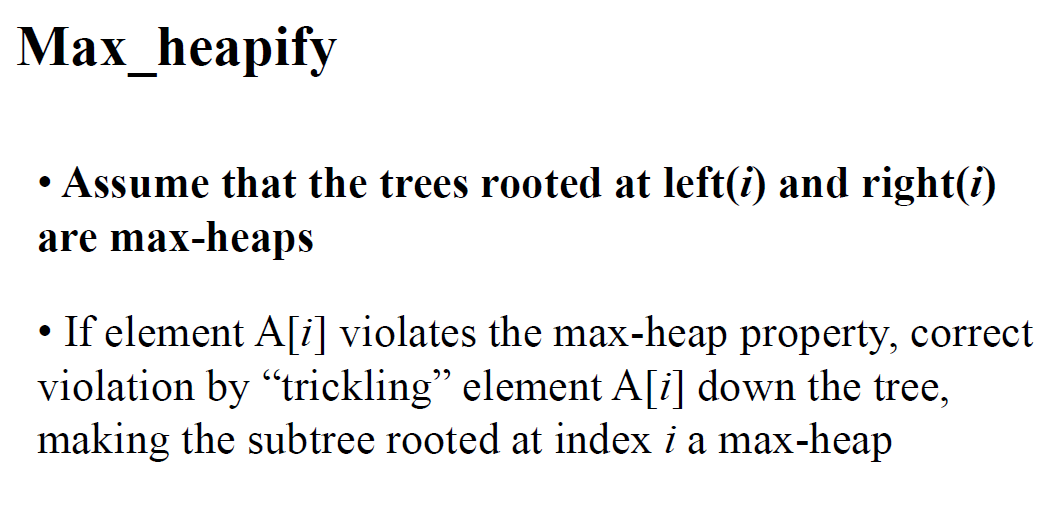 Max_heapify
• Assume that the trees rooted at left(i) and right(i)
are max-heaps
• If element A[i] violates the max-heap property, correct
violation by “trickling” element A[i] down the tree,
making the subtree rooted at index i a max-heap